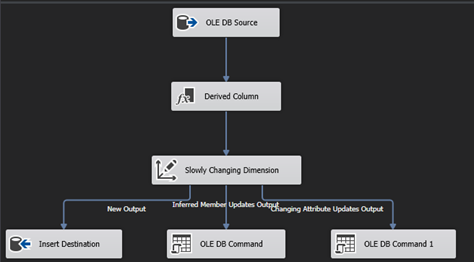 OLE DB Source
Derived Column
Slowly Changing Dimension
New Output
Inferred Member Updates Output
Changing Attribute Updates Output
Insert Destination
OLE DB Command
OLE DB Command 1